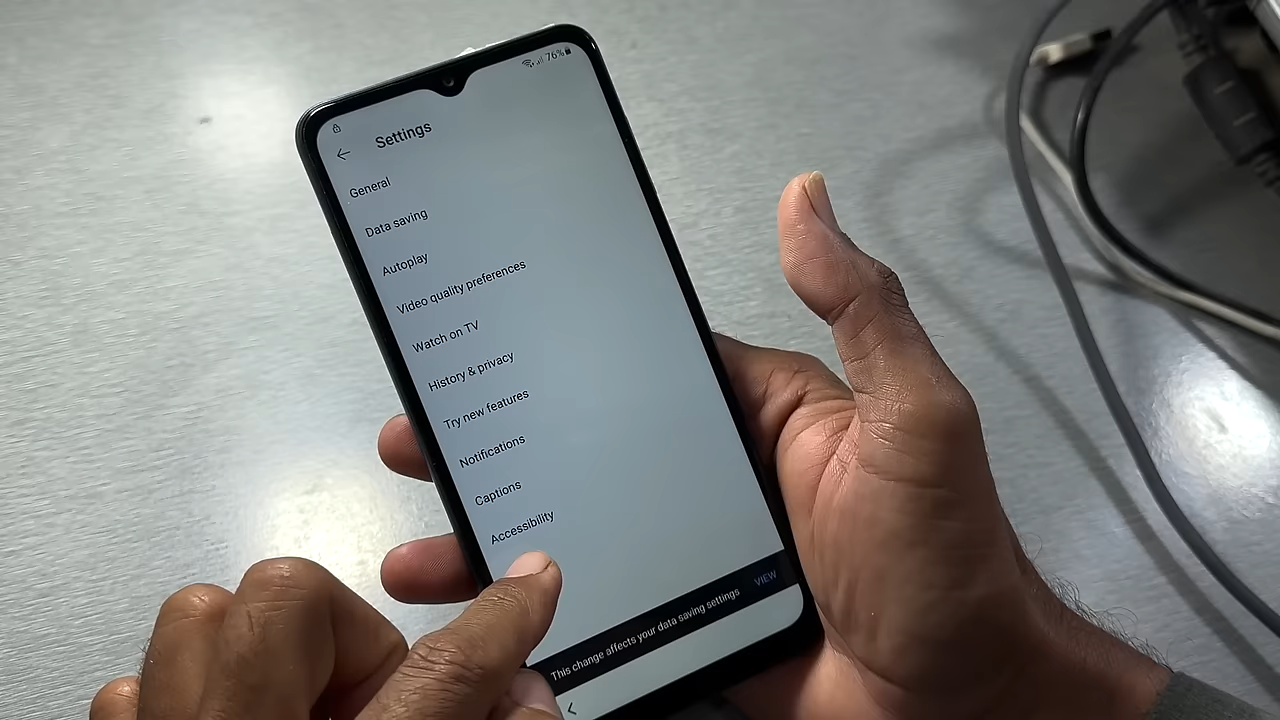 76%
Settings
General
Data saving
Autoplay
Video quality preferences
Watch on TV
History & privacy
Try new features
Notifications
Captions
Accessibility
This change affects your data saving settings VIEW